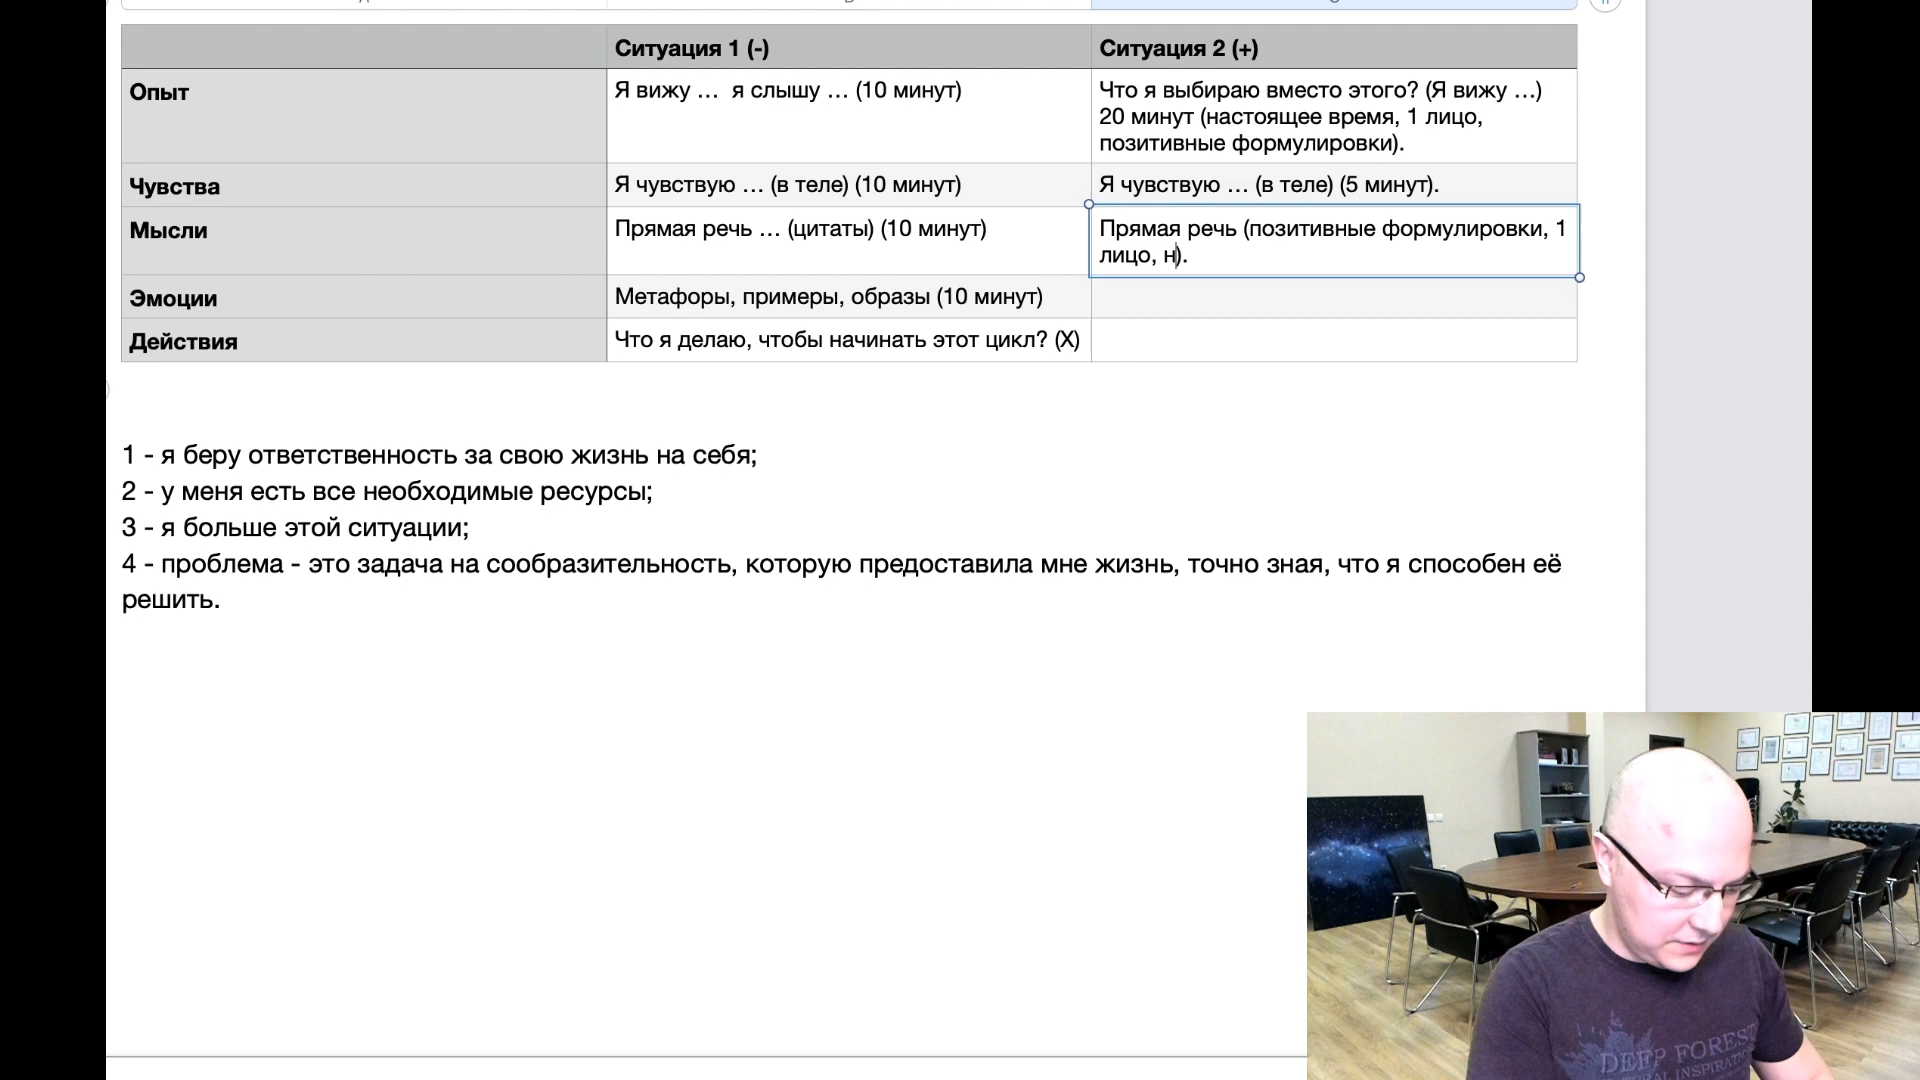 Ситуация 1 (-)
Ситуация 2 (+)
Опыт
Я вижу … я слышу … (10 минут)
Что я выбираю вместо этого? (Я вижу …)
20 минут (настоящее время, 1 лицо,
позитивные формулировки).
Чувства
Я чувствую … (в теле) (10 минут)
Я чувствую … (в теле) (5 минут).
Мысли
Прямая речь … (цитаты) (10 минут)
Прямая речь (позитивные формулировки, 1
лицо, н).
Эмоции
Метафоры, примеры, образы (10 минут)
Действия
Что я делаю, чтобы начинать этот цикл? (X)
1 - я беру ответственность за свою жизнь на себя;
2 - у меня есть все необходимые ресурсы;
3 - я больше этой ситуации;
4 - проблема - это задача на сообразительность, которую предоставила мне жизнь, точно зная, что я способен её
решить.
DEEP FOREST